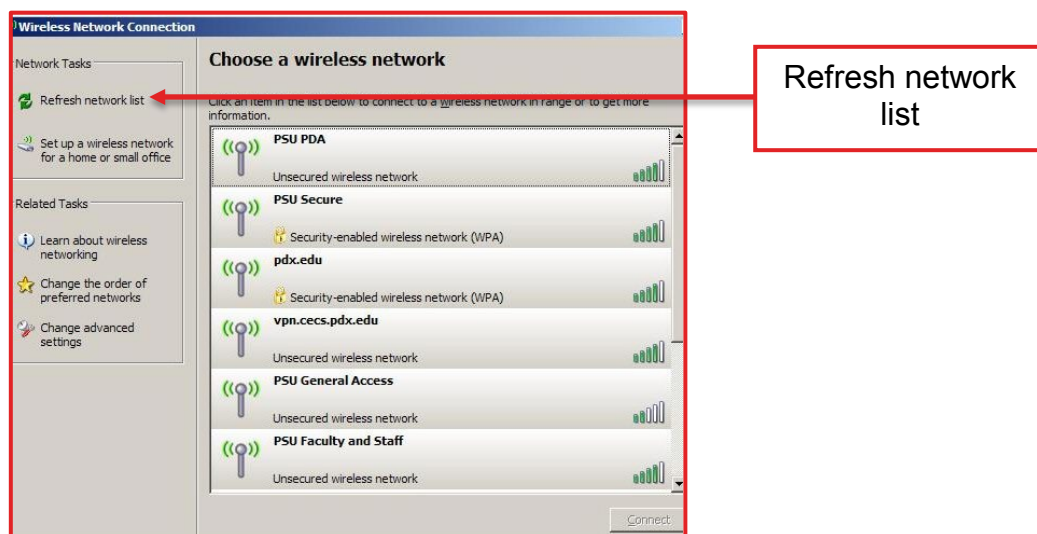 Wireless Network Connection
Network Tasks
Refresh network list
Set up a wireless network
for a home or small office
Related Tasks
Learn about wireless
networking
Change the order of
preferred networks
Change advanced
settings
Choose a wireless network
Click an item in the list below to connect to a wireless network in range or to get more
information.
PSU PDA
Unsecured wireless network
PSU Secure
Security-enabled wireless network (WPA)
pdx.edu
Security-enabled wireless network (WPA)
vpn.cecs.pdx.edu
Unsecured wireless network
PSU General Access
Unsecured wireless network
PSU Faculty and Staff
Unsecured wireless network
Connect
Refresh network
list